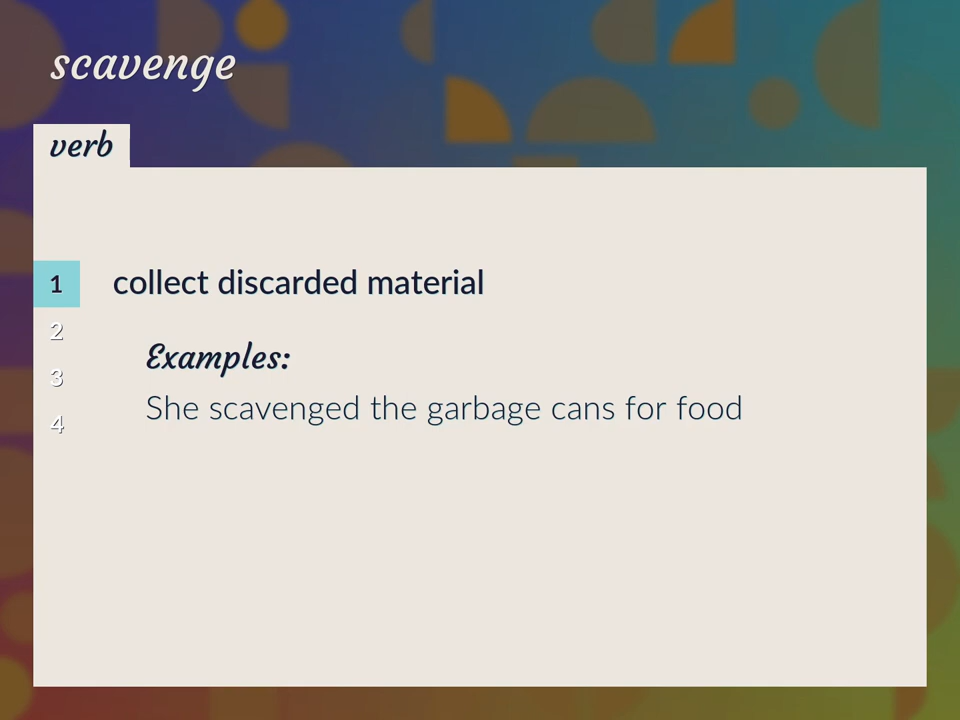 scavenge
verb
1 collect discarded material
2
Examples:
3
She scavenged the garbage cans for food
4